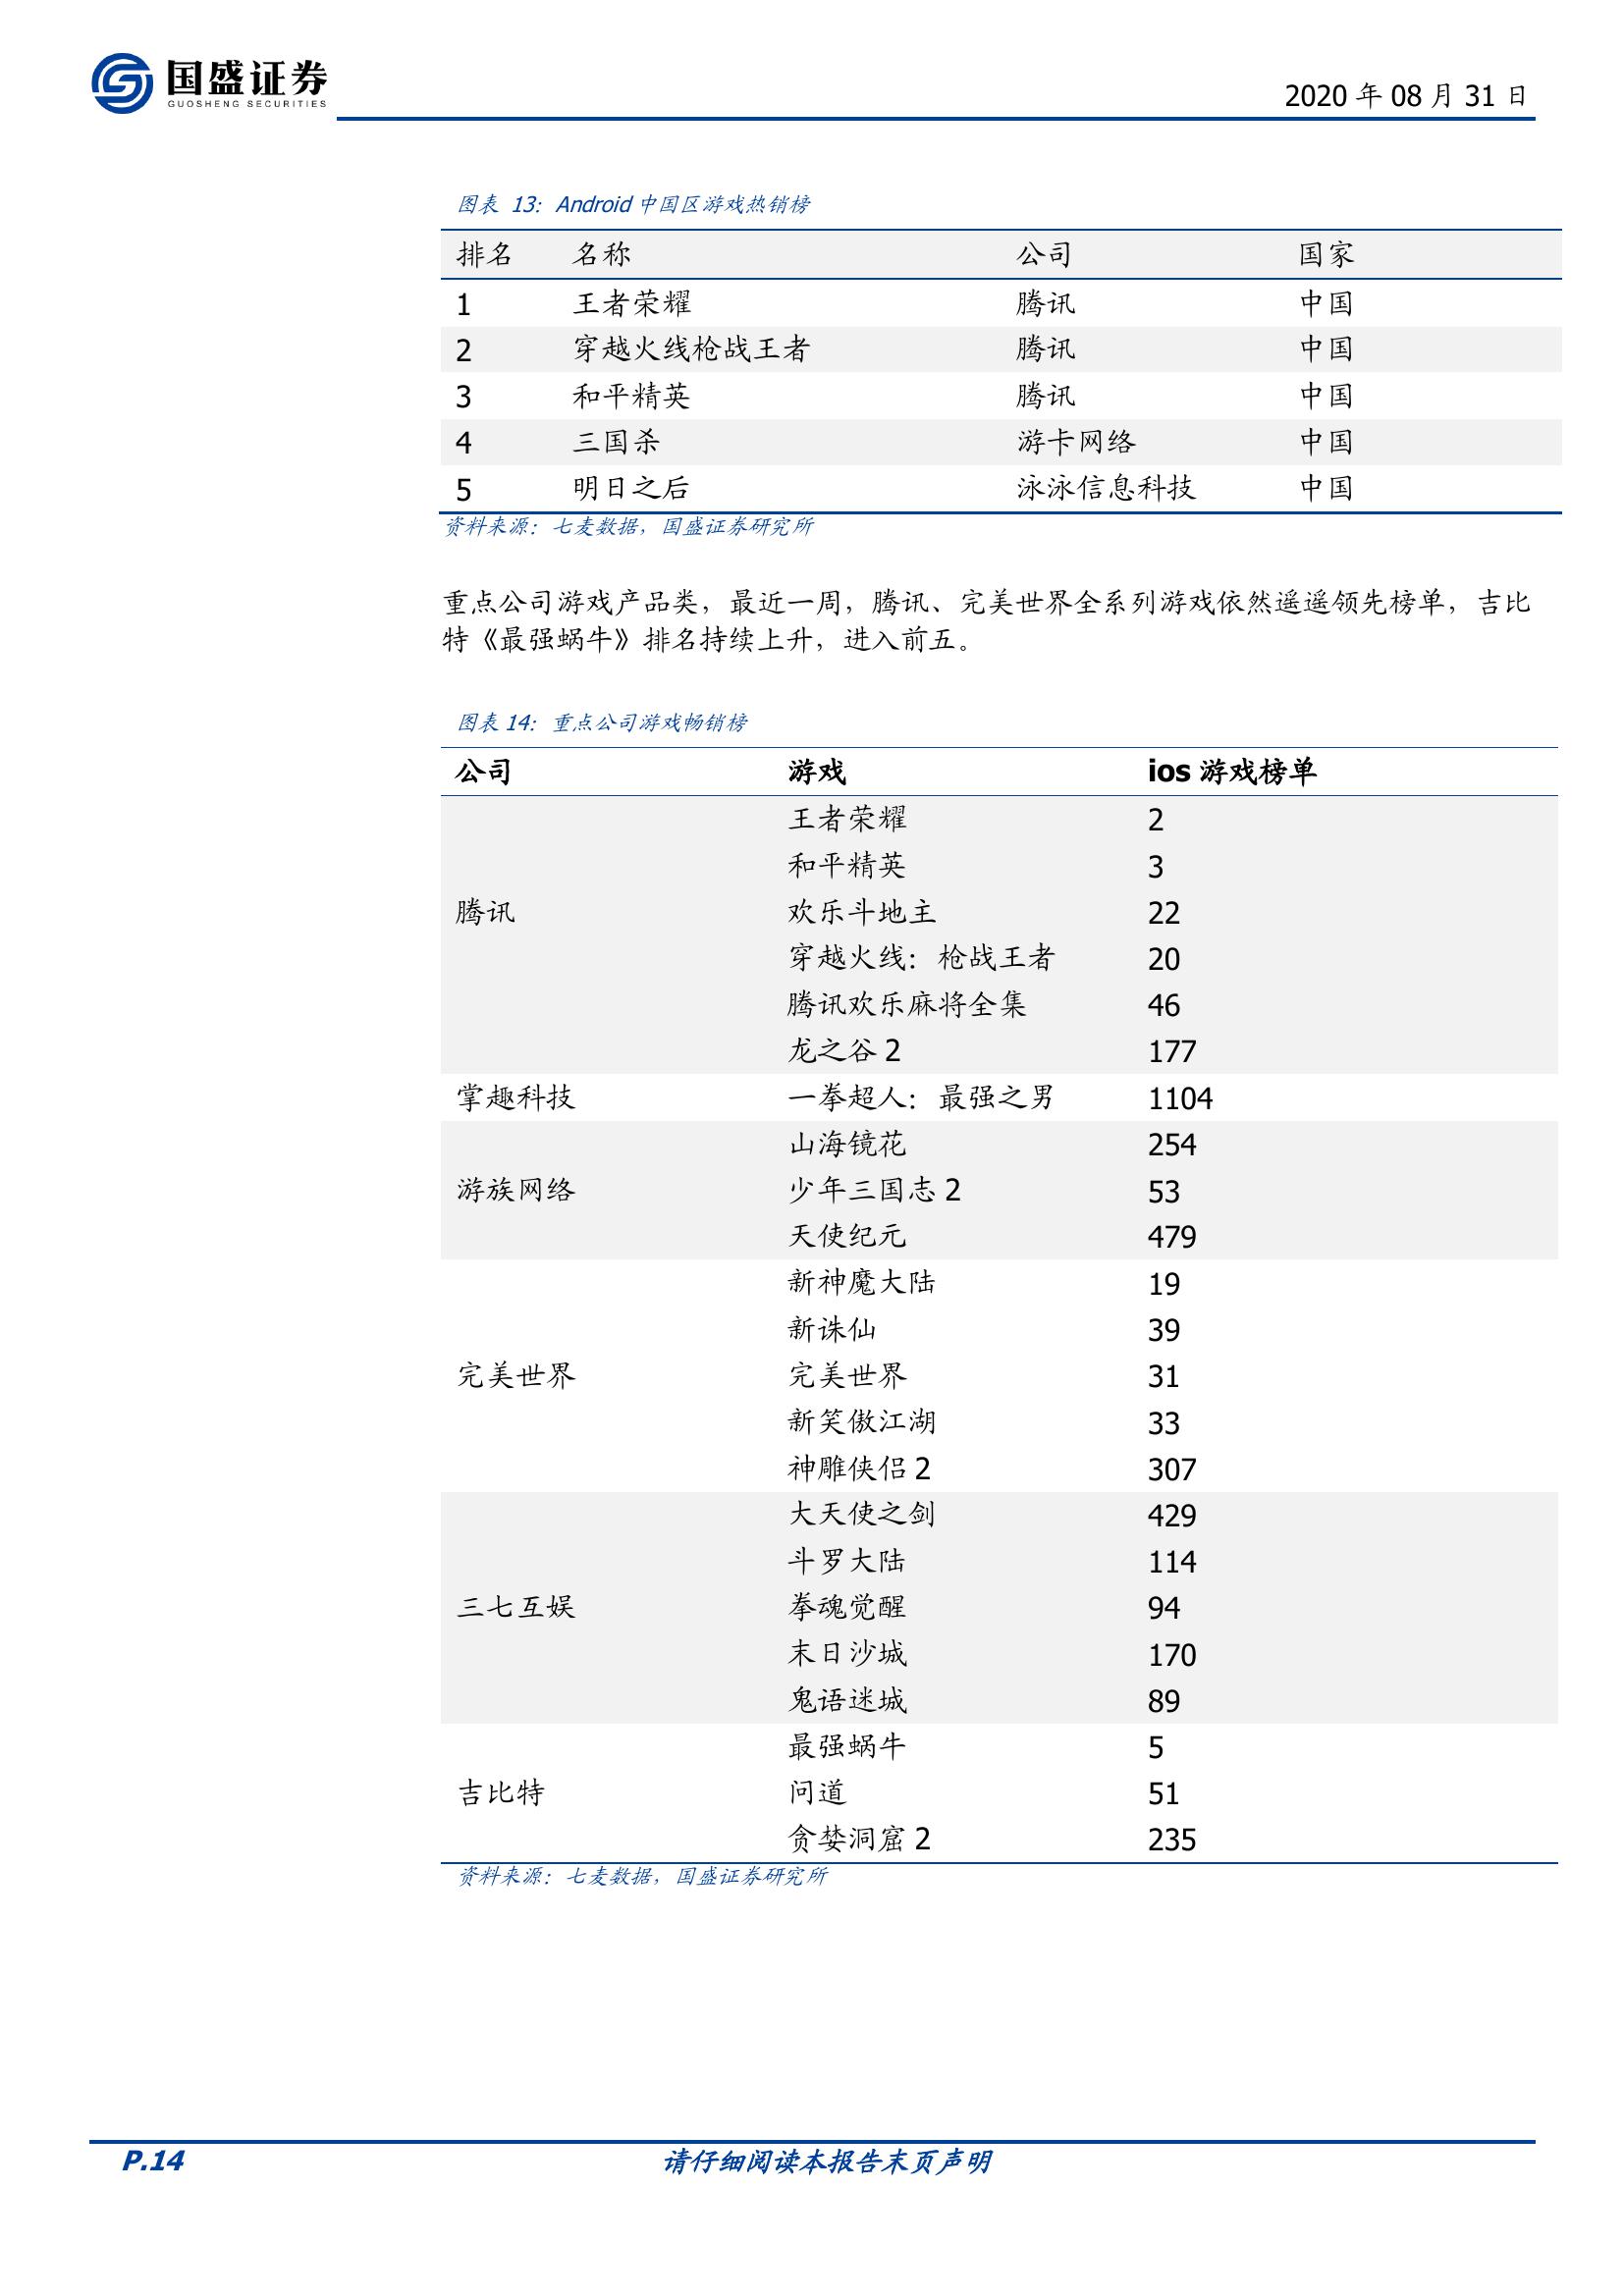 国盛证券
GUOSHENG SECURITIES
2020 年 08 月 31 日
图表 13：Android 中国区游戏热销榜
排名 名称 公司 国家
1 王者荣耀 腾讯 中国
2 穿越火线枪战王者 腾讯 中国
3 和平精英 腾讯 中国
4 三国杀 游卡网络 中国
5 明日之后 泳泳信息科技 中国
资料来源：七麦数据，国盛证券研究所
重点公司游戏产品类，最近一周，腾讯、完美世界全系列游戏依然遥遥领先榜单，吉比
特《最强蜗牛》排名持续上升，进入前五。
图表 14：重点公司游戏畅销榜
公司 游戏 ios 游戏榜单
王者荣耀 2
和平精英 3
腾讯 欢乐斗地主 22
穿越火线：枪战王者 20
腾讯欢乐麻将全集 46
龙之谷 2 177
掌趣科技 一拳超人：最强之男 1104
山海镜花 254
游族网络 少年三国志 2 53
天使纪元 479
新神魔大陆 19
新诛仙 39
完美世界 完美世界 31
新笑傲江湖 33
神雕侠侣 2 307
大天使之剑 429
斗罗大陆 114
三七互娱 拳魂觉醒 94
末日沙城 170
鬼语迷城 89
最强蜗牛 5
吉比特 问道 51
贪婪洞窟 2 235
资料来源：七麦数据，国盛证券研究所
P.14 请仔细阅读本报告末页声明